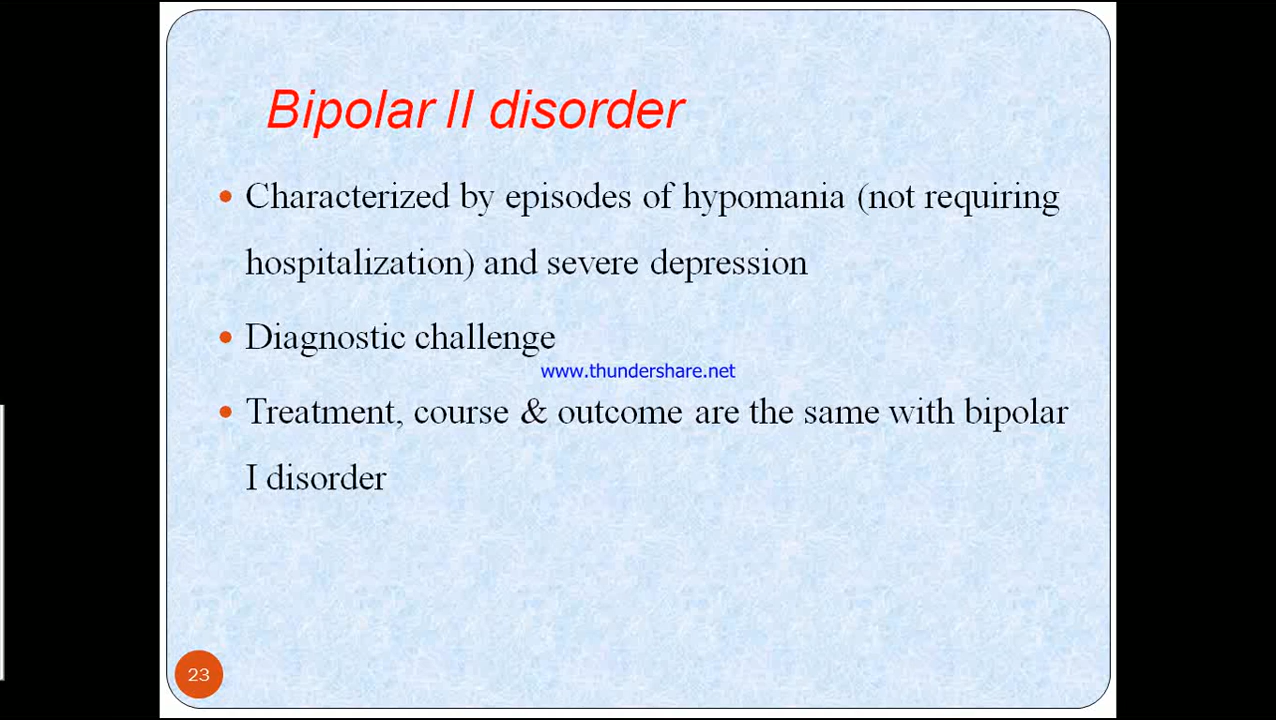 Bipolar II disorder
• Characterized by episodes of hypomania (not requiring
hospitalization) and severe depression
• Diagnostic challenge
www.thundershare.net
• Treatment, course & outcome are the same with bipolar
I disorder
23